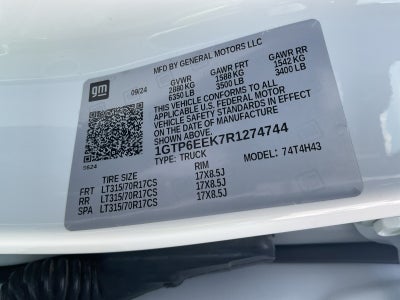 MFD BY GENERAL MOTORS LLC
gm
09/24
GVWR GAWR FRT GAWR RR
2880 KG 1588 KG 1542 KG
6350 LB 3500 LB 3400 LB
THIS VEHICLE CONFORMS TO ALL
APPLICABLE U.S. FEDERAL MOTOR
VEHICLE SAFETY STANDARDS IN EFFECT
ON THE DATE OF MANUFACTURE SHOWN ABOVE.
1GTP6EEK7R1274744
S624
TYPE: TRUCK MODEL: 74T4H43
TIRE SIZE RIM
FRT LT315/70R17CS 17X8.5J
RR LT315/70R17CS 17X8.5J
SPA LT315/70R17CS 17X8.5J